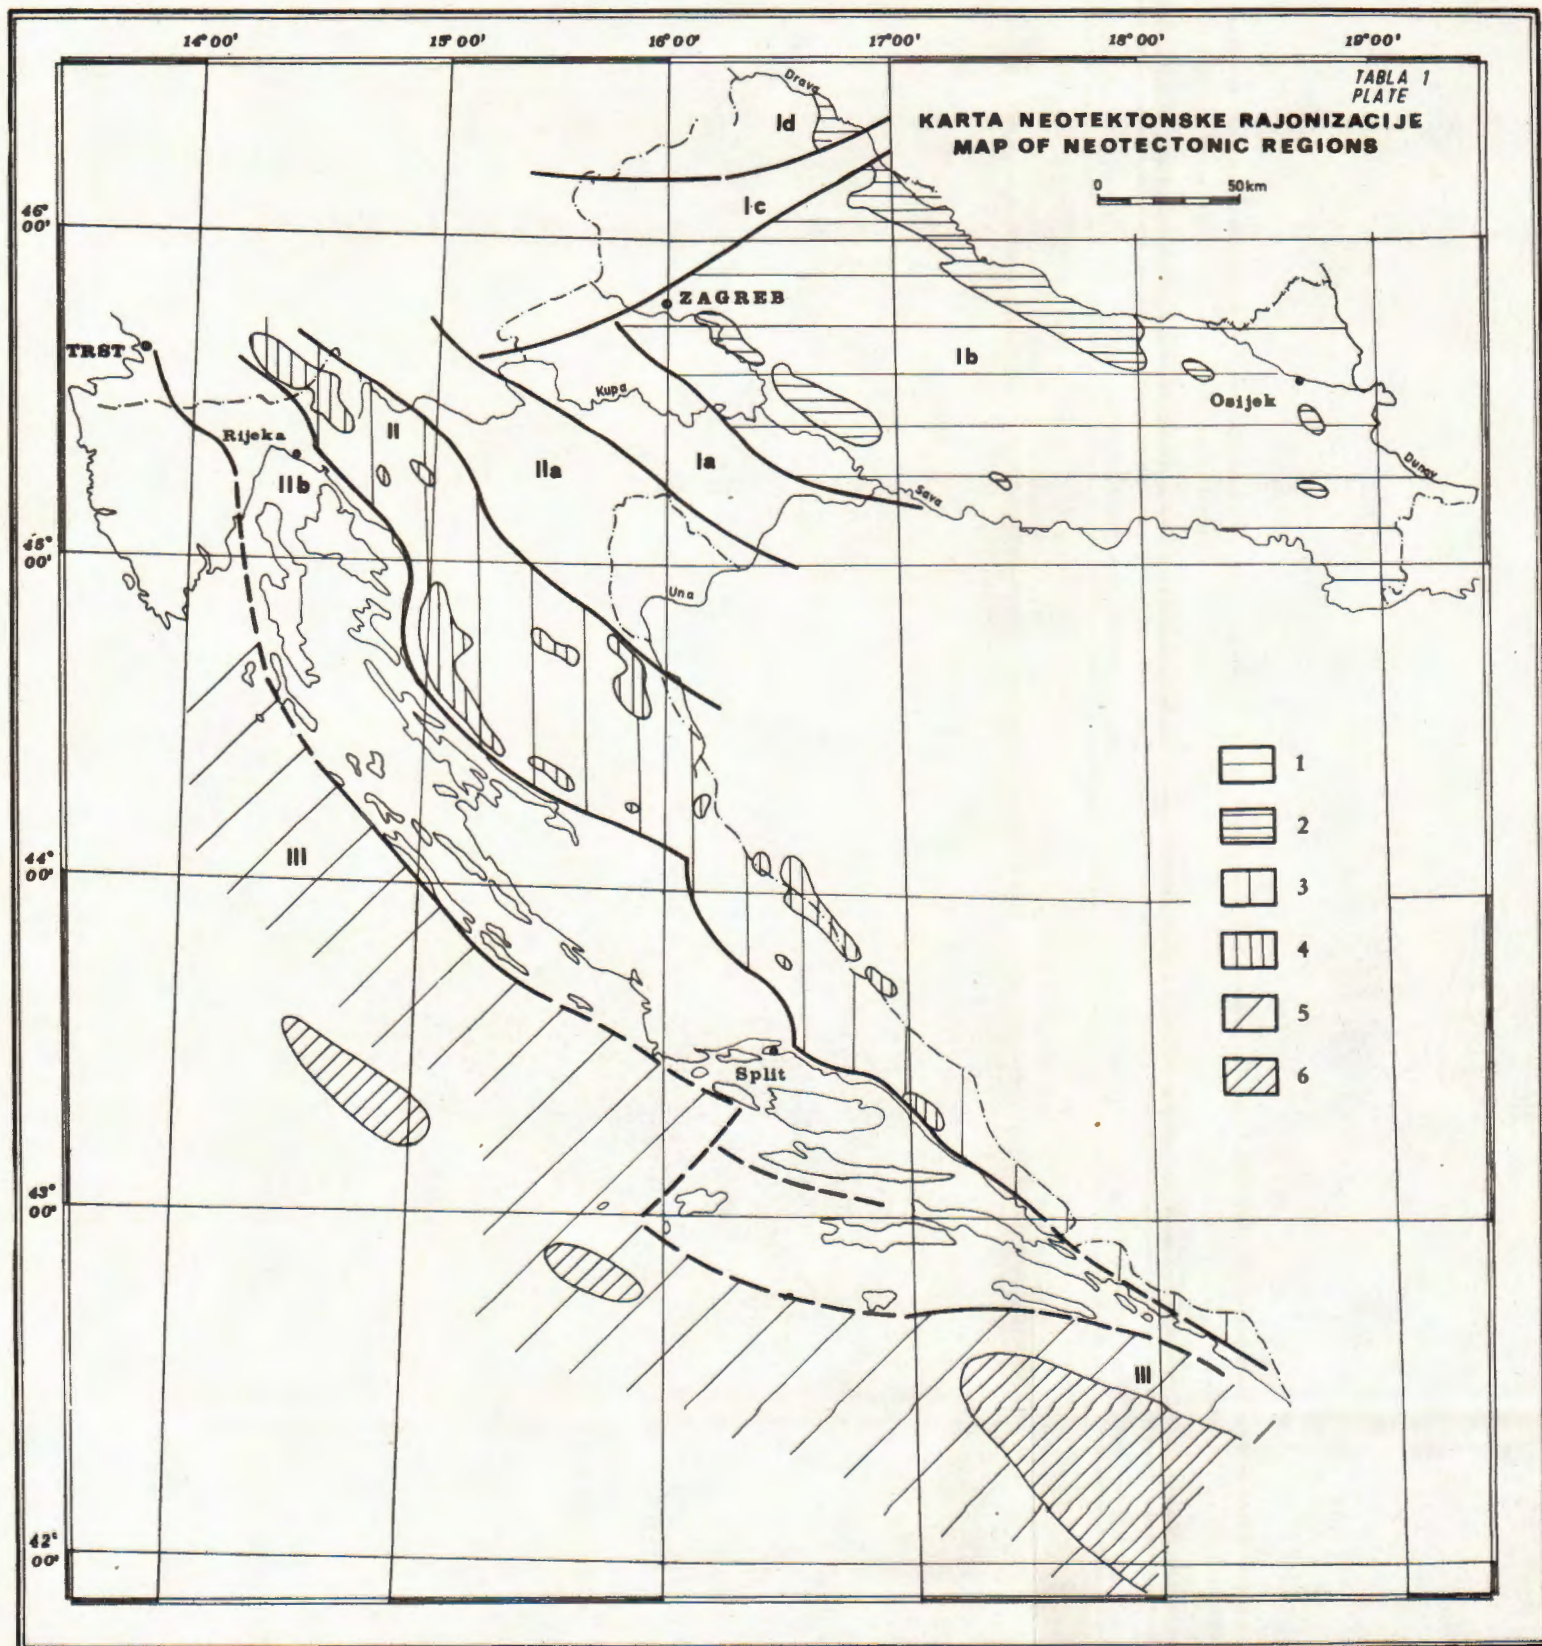 14°00'
15°00'
16°00'
17°00'
18°00'
19°00'
TABLA 1
PLATE
KARTA NEOTEKTONSKE RAJONIZACIJE
MAP OF NEOTECTONIC REGIONS
0 50km
Drava
Id
Ic
46°
00'
ZAGREB
TRST
Ib
Kupa
Osijek
Rijeka
II
IIa
Ia
IIb
Sava
Dunav
45°
00'
Una
1
2
III
44°
00'
3
4
5
Split
6
43°
00'
III
42°
00'